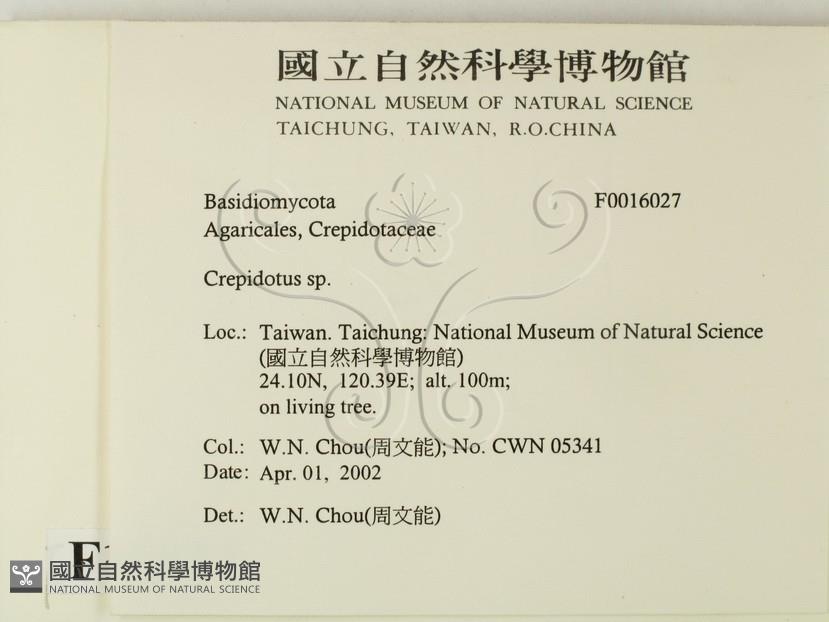 國立自然科學博物館
NATIONAL MUSEUM OF NATURAL SCIENCE
TAICHUNG, TAIWAN, R.O.CHINA
Basidiomycota F0016027
Agaricales, Crepidotaceae
Crepidotus sp.
Loc.: Taiwan. Taichung: National Museum of Natural Science
(國立自然科學博物館)
24.10N, 120.39E; alt. 100m;
on living tree.
Col.: W.N. Chou(周文能); No. CWN 05341
Date: Apr. 01, 2002
Det.: W.N. Chou(周文能)
F
國立自然科學博物館
NATIONAL MUSEUM OF NATURAL SCIENCE